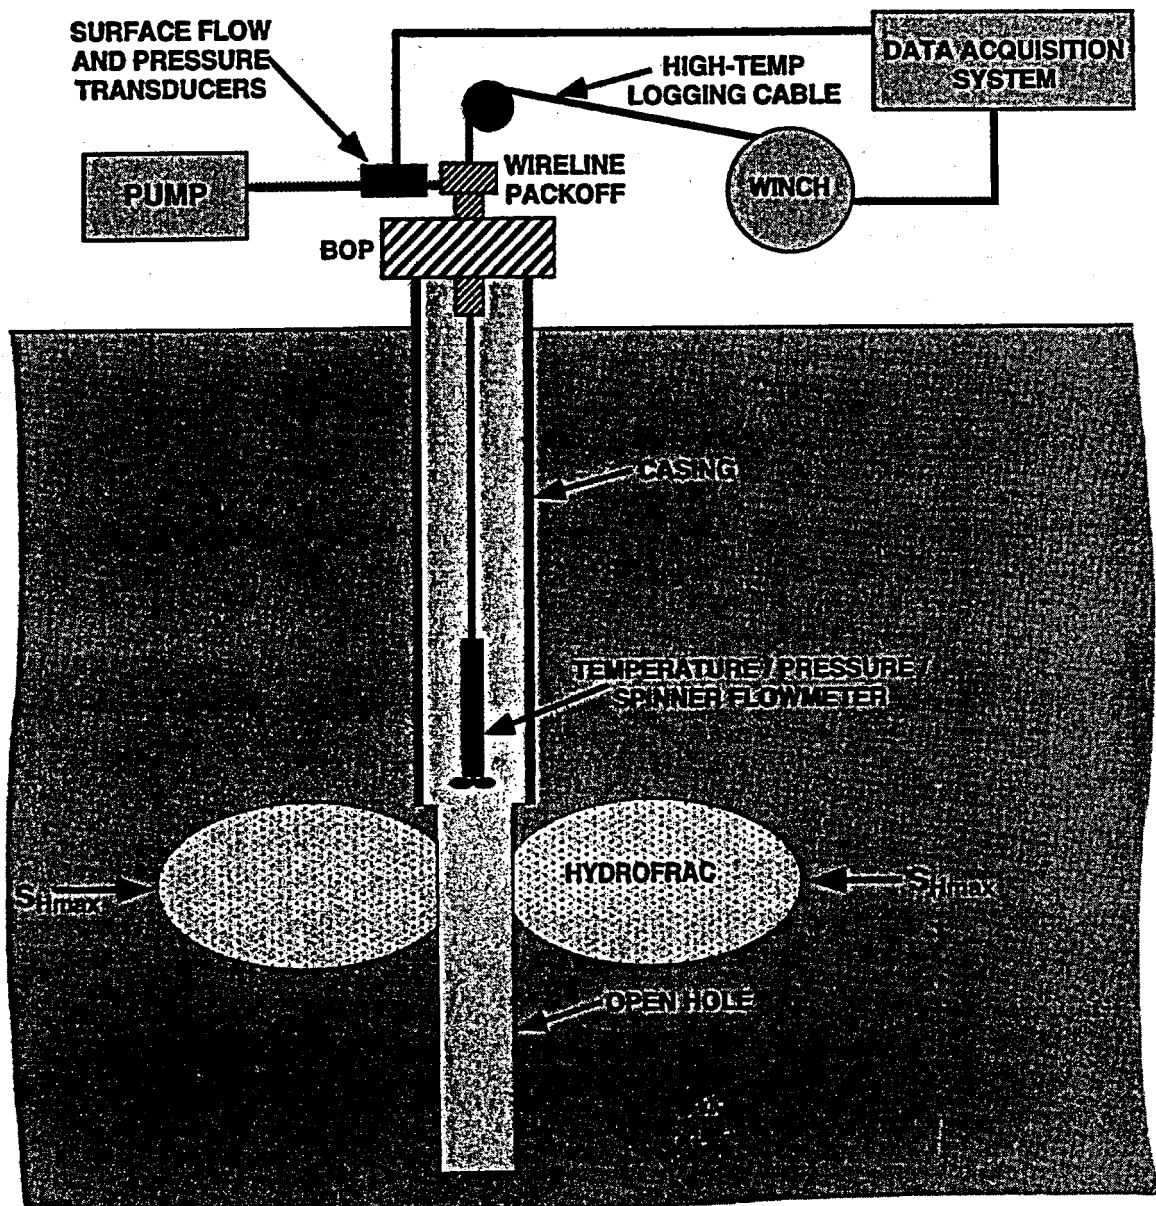 SURFACE FLOW
AND PRESSURE
TRANSDUCERS
HIGH-TEMP
LOGGING CABLE
DATA ACQUISITION
SYSTEM
PUMP
WIRELINE
PACKOFF
WINCH
BOP
CASING
TEMPERATURE / PRESSURE /
SPINNER FLOWMETER
HYDROFRAC
SHmax
SHmax
OPEN HOLE